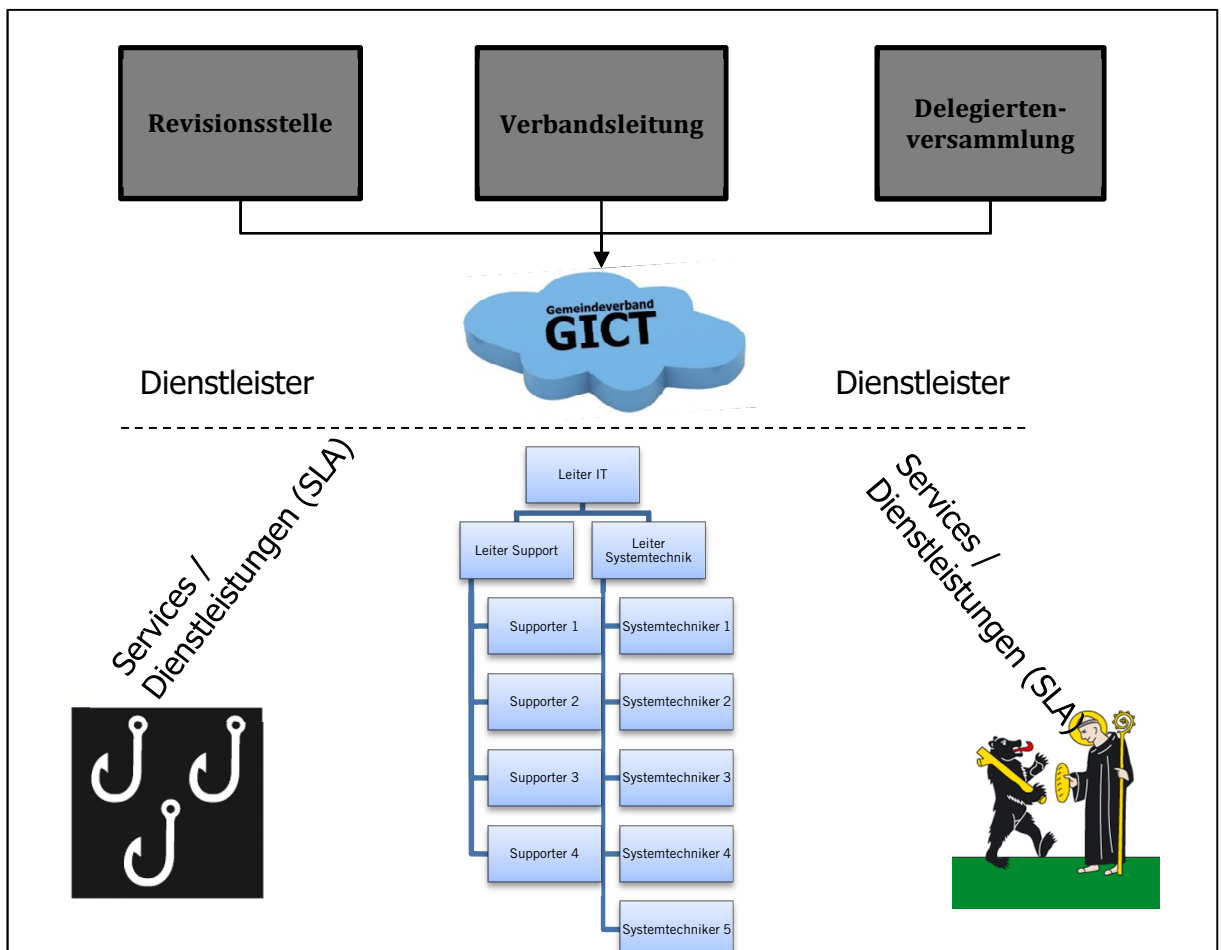 Revisionsstelle
Verbandsleitung
Delegierten-
versammlung
Gemeindeverband
GICT
Dienstleister
Dienstleister
Services /
Dienstleistungen (SLA)
Services /
Dienstleistungen (SLA)
Leiter IT
Leiter Support
Leiter
Systemtechnik
Supporter 1
Systemtechniker 1
Supporter 2
Systemtechniker 2
Supporter 3
Systemtechniker 3
Supporter 4
Systemtechniker 4
Systemtechniker 5